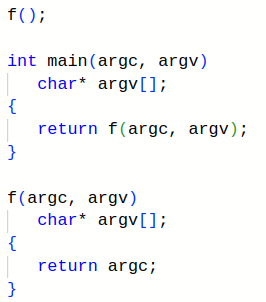 f();

int main(argc, argv)
   char* argv[];
{
   return f(argc, argv);
}

f(argc, argv)
   char* argv[];
{
   return argc;
}